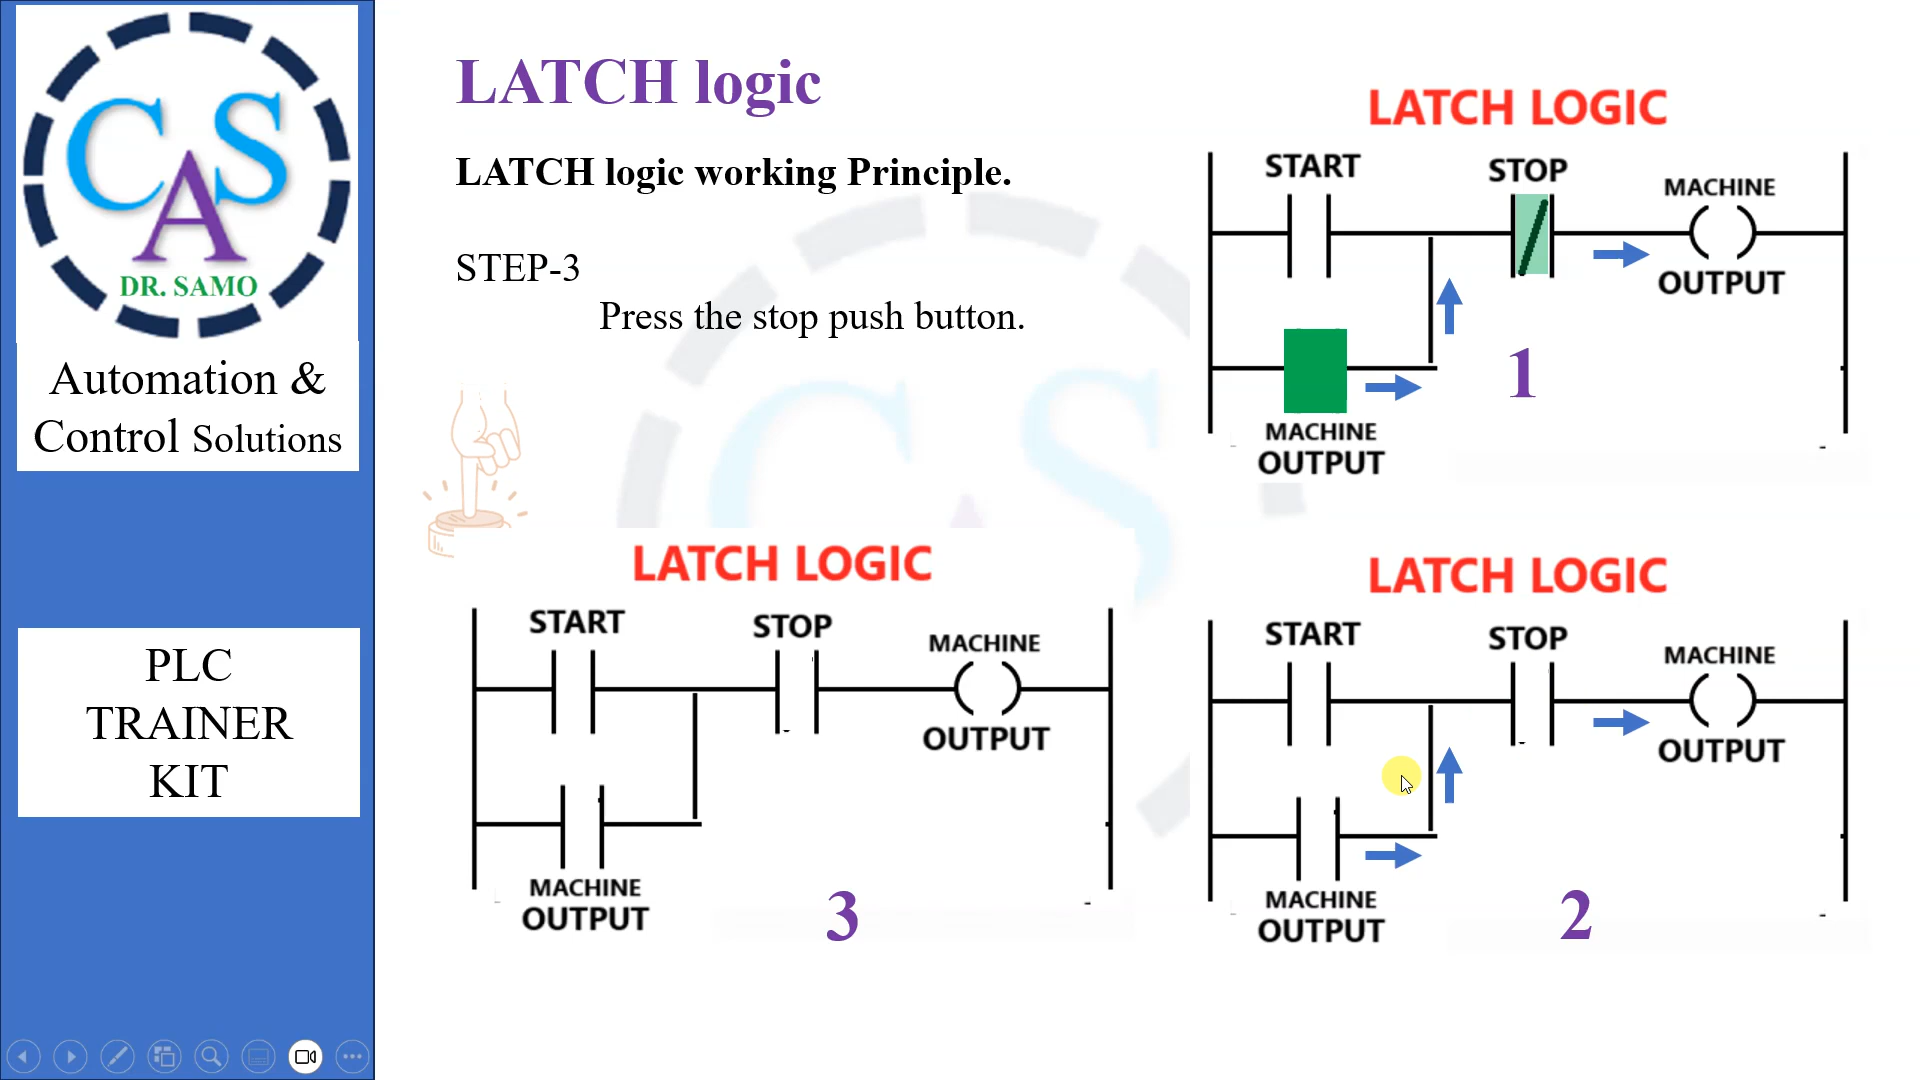 CAS
DR. SAMO
Automation &
Control Solutions
PLC
TRAINER
KIT
LATCH logic
LATCH logic working Principle.
STEP-3
Press the stop push button.
LATCH LOGIC
START
STOP
MACHINE
OUTPUT
1
MACHINE
OUTPUT
LATCH LOGIC
START
STOP
MACHINE
OUTPUT
MACHINE
OUTPUT
3
LATCH LOGIC
START
STOP
MACHINE
OUTPUT
MACHINE
OUTPUT
2